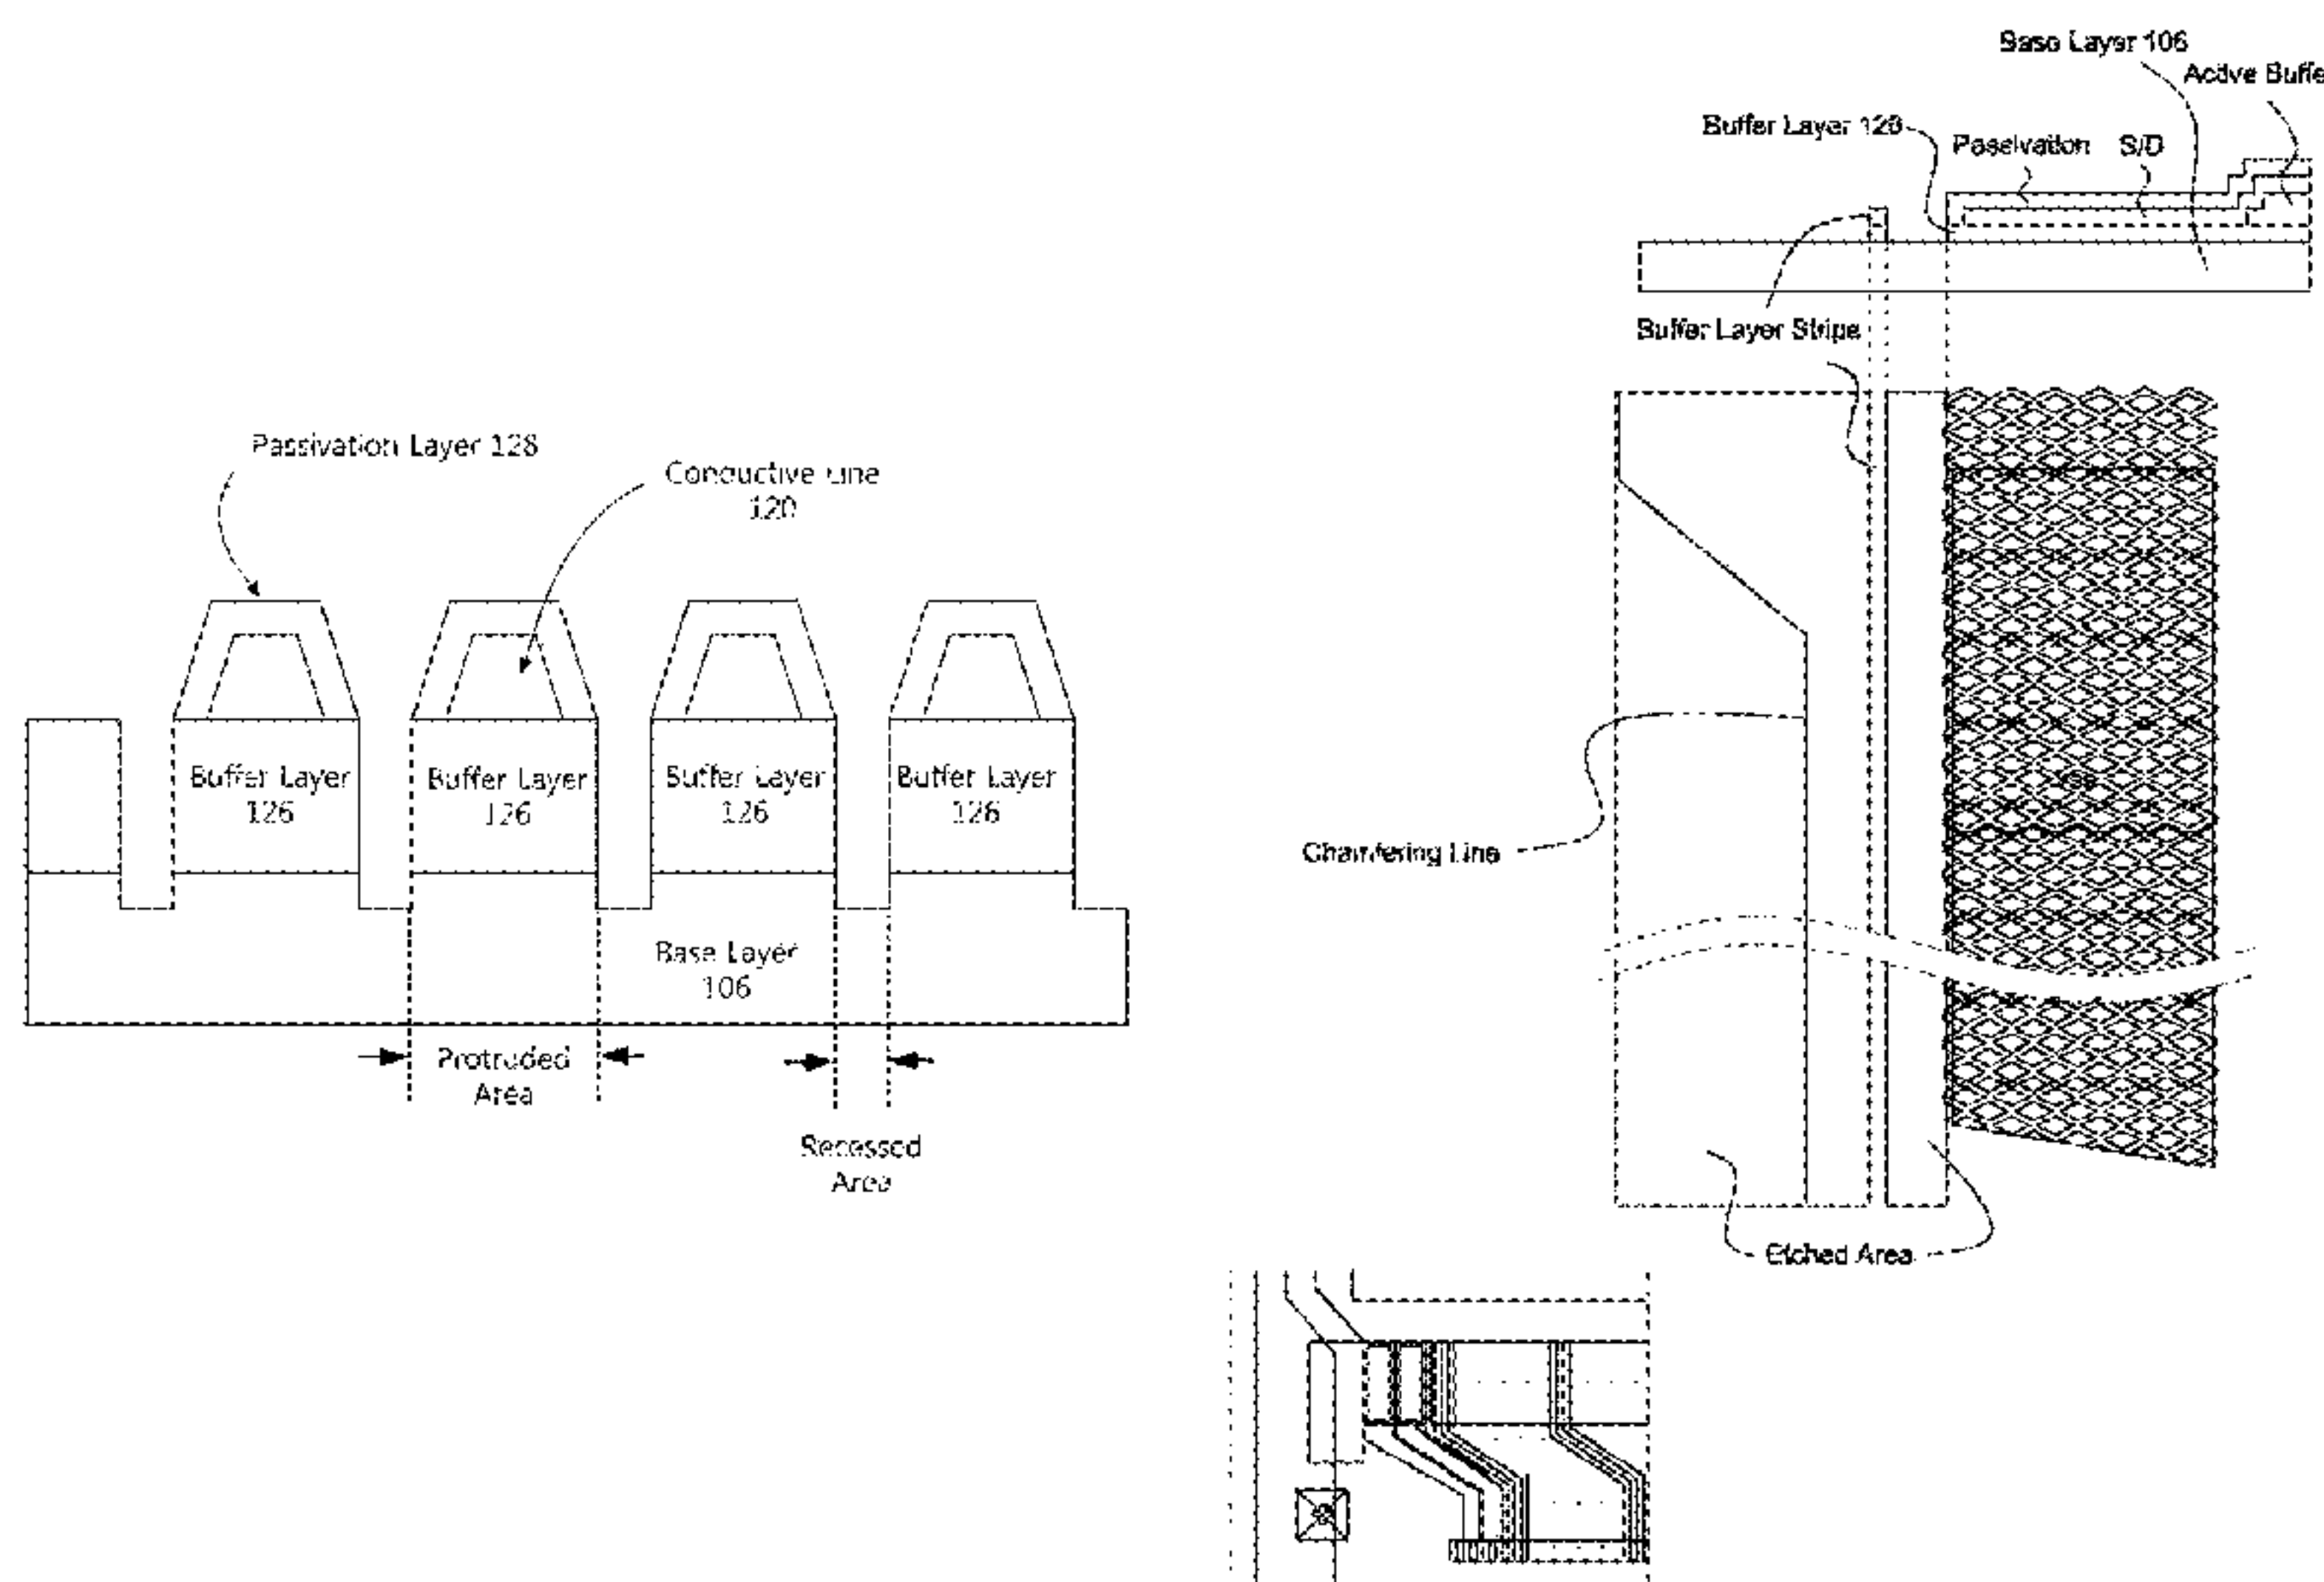 Passivation Layer 128
Conductive Line
120
Buffer Layer
126
Buffer Layer
126
Buffer Layer
126
Buffer Layer
126
Base Layer
106
Protruded
Area
Recessed
Area
Base Layer 106
Active Buffe
Buffer Layer 126
Passivation
S/D
Buffer Layer Stripe
Chamfering Line
Etched Area